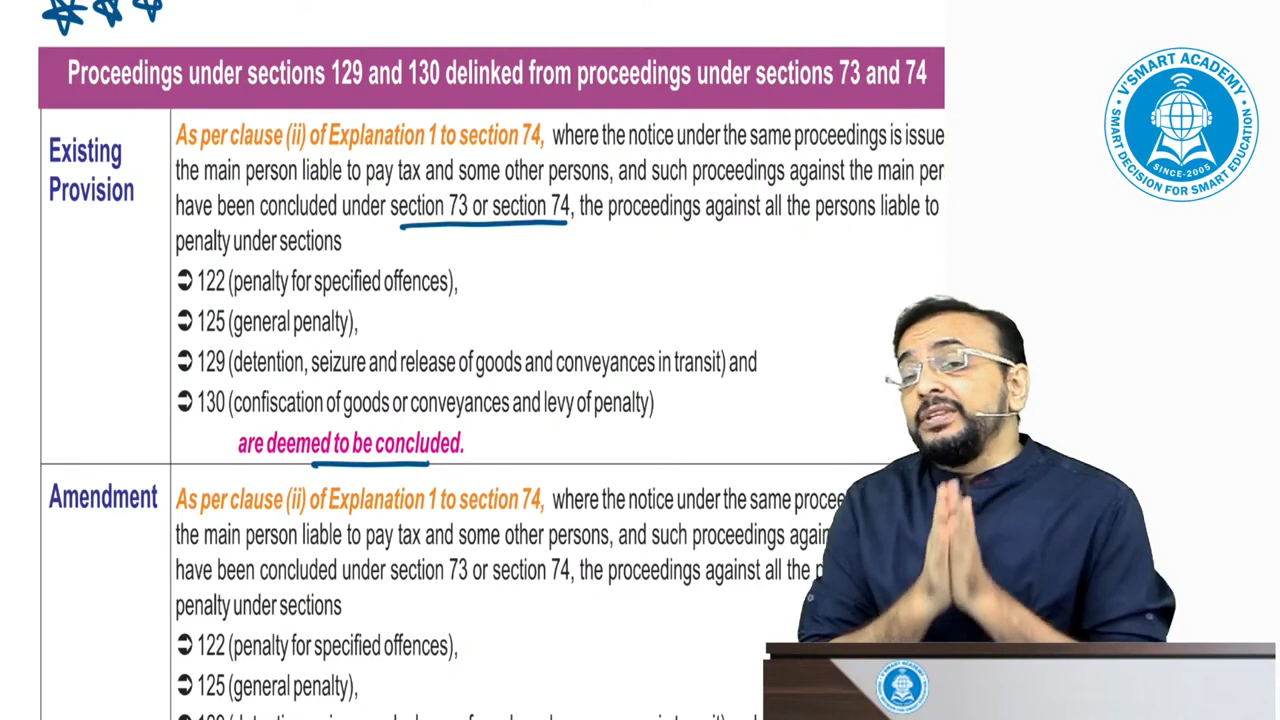 Proceedings under sections 129 and 130 delinked from proceedings under sections 73 and 74
Existing
Provision
As per clause (ii) of Explanation 1 to section 74, where the notice under the same proceedings is issue
the main person liable to pay tax and some other persons, and such proceedings against the main per
have been concluded under section 73 or section 74, the proceedings against all the persons liable to
penalty under sections
➲ 122 (penalty for specified offences),
➲ 125 (general penalty),
➲ 129 (detention, seizure and release of goods and conveyances in transit) and
➲ 130 (confiscation of goods or conveyances and levy of penalty)
are deemed to be concluded.
Amendment
As per clause (ii) of Explanation 1 to section 74, where the notice under the same procee
the main person liable to pay tax and some other persons, and such proceedings again
have been concluded under section 73 or section 74, the proceedings against all the p
penalty under sections
➲ 122 (penalty for specified offences),
➲ 125 (general penalty),
V'SMART ACADEMY
SINCE-2005
SMART DECISION FOR SMART EDUCATION